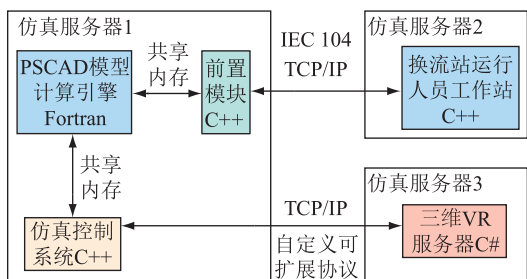 仿真服务器1
PSCAD模型
计算引擎
Fortran
共享
内存
前置
模块
C++
IEC 104
TCP/IP
仿真服务器2
换流站运行
人员工作站
C++
共享
内存
仿真控制
系统C++
TCP/IP
自定义可
扩展协议
仿真服务器3
三维VR
服务器C#